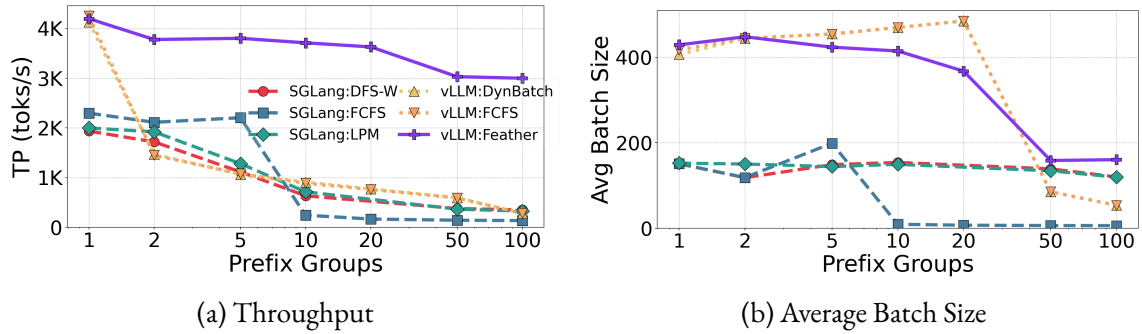 TP (toks/s)
4K
3K
2K
1K
0
SGLang:DFS-W
SGLang:FCFS
SGLang:LPM
vLLM:DynBatch
vLLM:FCFS
vLLM:Feather
1 2 5 10 20 50 100
Prefix Groups
(a) Throughput
Avg Batch Size
400
200
0
1 2 5 10 20 50 100
Prefix Groups
(b) Average Batch Size